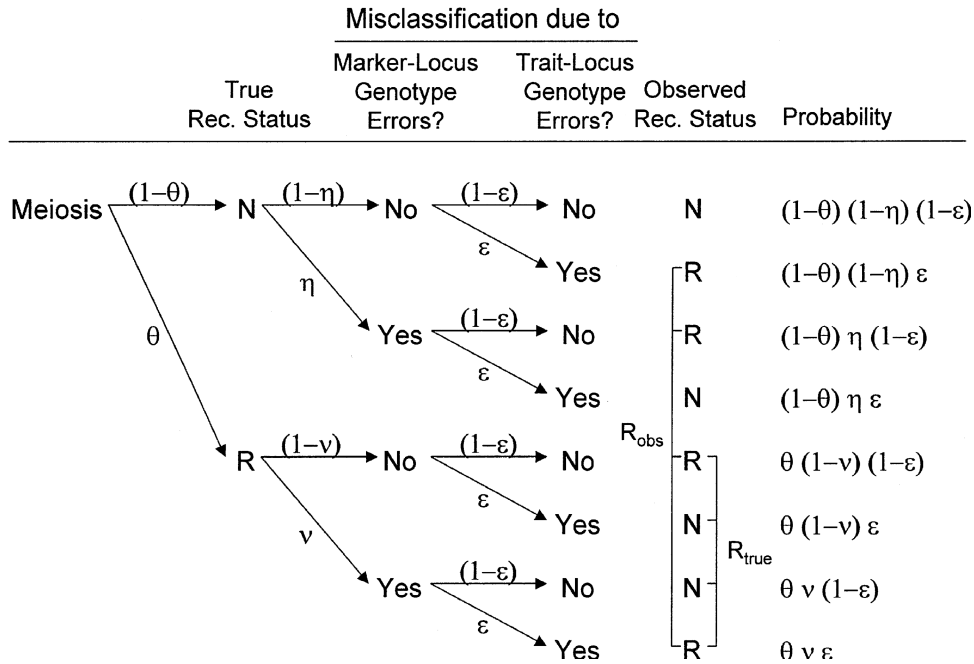 Misclassification due to
True Rec. Status
Marker-Locus Genotype Errors?
Trait-Locus Genotype Errors?
Observed Rec. Status
Probability
Meiosis (1−θ) N (1−η) No (1−ε) No N (1−θ) (1−η) (1−ε)
ε Yes R (1−θ) (1−η) ε
η Yes (1−ε) No R (1−θ) η (1−ε)
ε Yes N (1−θ) η ε
θ R (1−ν) No (1−ε) No R θ (1−ν) (1−ε)
R_obs
ε Yes N θ (1−ν) ε
R_true
ν Yes (1−ε) No N θ ν (1−ε)
ε Yes R θ ν ε